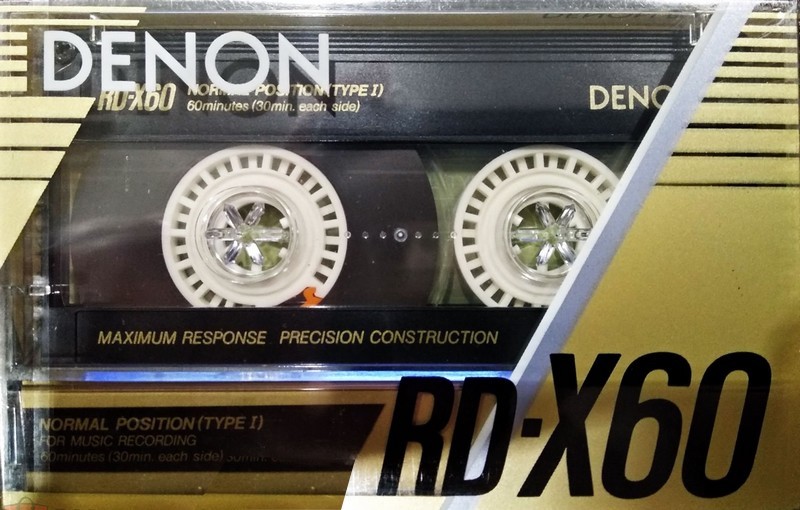 DENON
DENON
RD-X60
NORMAL POSITION (TYPE I)
60minutes (30min. each side)
DENO
MAXIMUM RESPONSE PRECISION CONSTRUCTION
NORMAL POSITION (TYPE I)
FOR MUSIC RECORDING
60minutes (30min. each side)
RD-X60